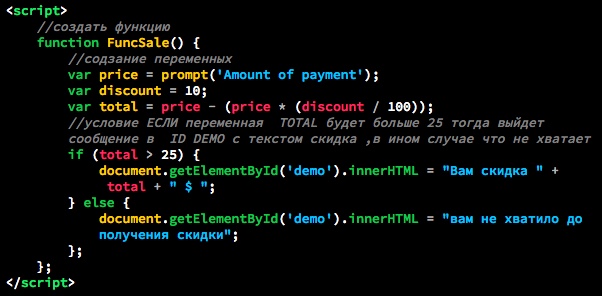 <script>
//создать функцию
function FuncSale() {
//содзание переменных
var price = prompt('Amount of payment');
var discount = 10;
var total = price - (price * (discount / 100));
//условие ЕСЛИ переменная  TOTAL будет больше 25 тогда выйдет
сообщение в  ID DEMO с текстом скидка ,в ином случае что не хватает
if (total > 25) {
document.getElementById('demo').innerHTML = "Вам скидка " +
total + " $ ";
} else {
document.getElementById('demo').innerHTML = "вам не хватило до
получения скидки";
};
};
</script>